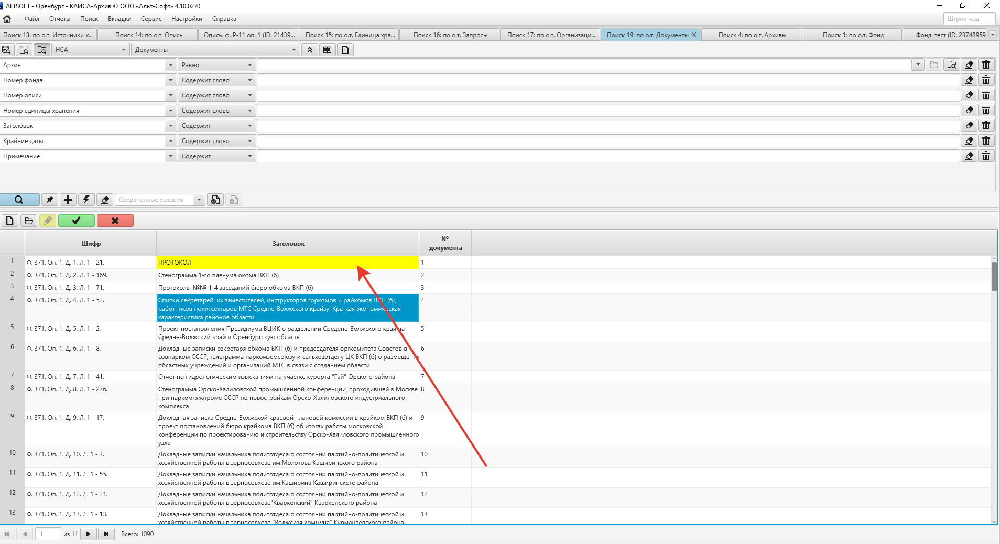 ALTSOFT - Оренбург - КАИСА-Архив © ООО «Альт-Софт» 4.10.0270
Файл Отчеты Поиск Вкладки Сервис Настройки Справка
Штрих-код
Поиск 13: по о.т. Источники к... Поиск 14: по о.т. Опись Опись. ф. Р-11 оп. 1 (ID: 21439... Поиск 15: по о.т. Единица хра... Поиск 16: по о.т. Запросы Поиск 17: по о.т. Организаци... Поиск 19: по о.т. Документы Поиск 4: по о.т. Архивы Поиск 1: по о.т. Фонд Фонд. тест (ID: 23748959
НСА Документы
Архив Равно
Номер фонда Содержит слово
Номер описи Содержит слово
Номер единицы хранения Содержит слово
Заголовок Содержит
Крайние даты Содержит слово
Примечание Содержит
Сохраненные условия
Шифр Заголовок №
документа
1 Ф. 371. Оп. 1. Д. 1. Л. 1 - 21. ПРОТОКОЛ 1
2 Ф. 371. Оп. 1. Д. 2. Л. 1 - 169. Стенограмма 1-го пленума окома ВКП (б) 2
3 Ф. 371. Оп. 1. Д. 3. Л. 1 - 71. Протоколы №№ 1-4 заседаний бюро обкома ВКП (б) 3
4 Ф. 371. Оп. 1. Д. 4. Л. 1 - 52. Списки секретарей, их заместителей, инструкторов горкомов и райкомов ВКП (б), 4
работников политсектаров МТС Средне-Волжского крайзу. Краткая экономическая
характеристика районов области
5 Ф. 371. Оп. 1. Д. 5. Л. 1 - 2. Проект постановления Президиума ВЦИК о разделении Средене-Волжского края на 5
Средне-Волжский край и Оренбургскую область
6 Ф. 371. Оп. 1. Д. 6. Л. 1 - 8. Докладные записки секретаря обкома ВКП (б) и председателя оргкомитета Советов в 6
совнарком СССР, телеграмма наркомземсоюзу и сельхозотделу ЦК ВКП (б) о размещении
областных учреждений и организаций МТС в связи с созданием области
7 Ф. 371. Оп. 1. Д. 7. Л. 1 - 41. Отчёт по гидрологическим изысканиям на участке курорта "Гай" Орского района 7
8 Ф. 371. Оп. 1. Д. 8. Л. 1 - 276. Стенограмма Орско-Халиловской промышленной конференции, проходившей в Москве 8
при наркомтяжпроме СССР по новостройкам Орско-Халиловского индустриального
комплекса
9 Ф. 371. Оп. 1. Д. 9. Л. 1 - 17. Докладная записка Средне-Волжской краевой плановой комиссии в крайком ВКП (б) и 9
проект постановлений бюро крайкома ВКП (б) об итогах работы московской
конференции по проектированию и строительству Орско-Халиловского промышленного
узла
10 Ф. 371. Оп. 1. Д. 10. Л. 1 - 3. Докладные записки начальника политотдела о состоянии партийно-политической и 10
хозяйственной работы в зерносовхозе им.Молотова Каширинского района
11 Ф. 371. Оп. 1. Д. 11. Л. 1 - 55. Докладные записки начальника политотдела о состоянии партийно-политической и 11
хозяйственной работы в зерносовхозе им.Каширина Каширинского района
12 Ф. 371. Оп. 1. Д. 12. Л. 1 - 21. Докладные записки начальника политотдела о состоянии партийно-политической и 12
хозяйственной работы в зерносовхозе"Кваркенский" Кваркенского района
13 Ф. 371. Оп. 1. Д. 13. Л. 1 - 13. Докладные записки начальника политотдела о состоянии партийно-политической и 13
хозяйственной работы в зерносовхозе "Волжская коммуна" Курманаевского района
1 из 11 Всего: 1090